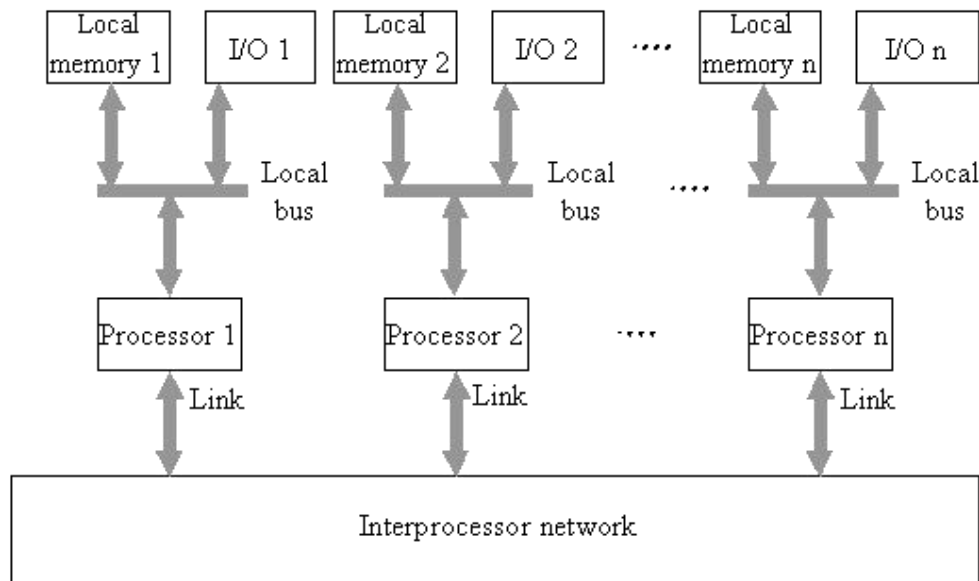 Local
memory 1
I/O 1
Local
memory 2
I/O 2
....
Local
memory n
I/O n
Local
bus
Local
bus
....
Local
bus
Processor 1
Processor 2
....
Processor n
Link
Link
Link
Interprocessor network